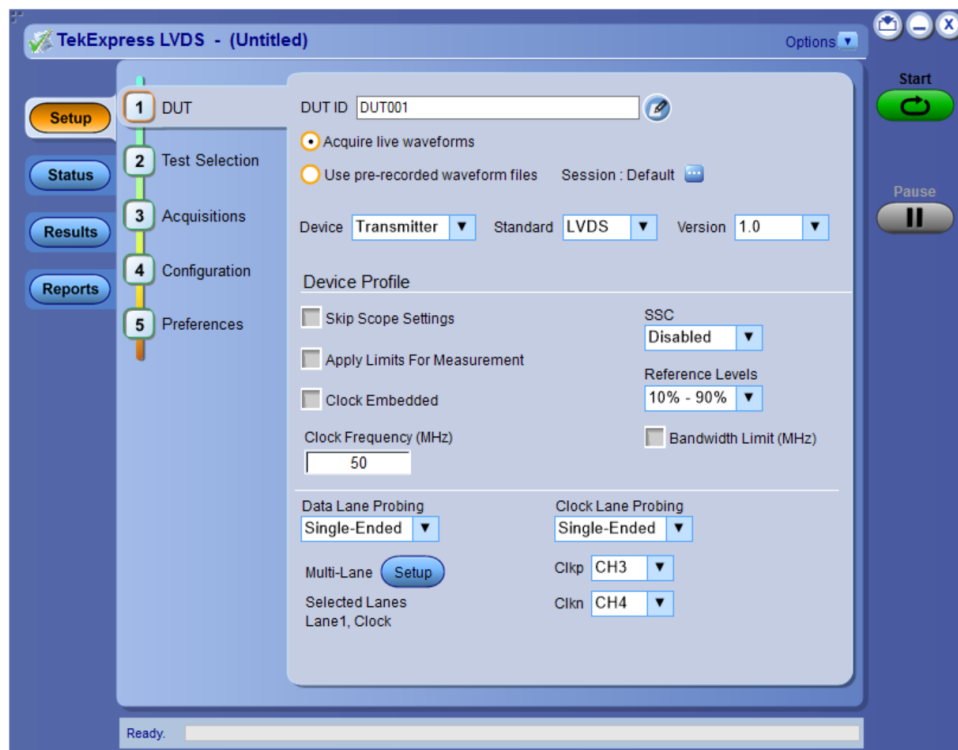 TekExpress LVDS - (Untitled)
Options
Start
Pause
Setup
Status
Results
Reports
1 DUT
2 Test Selection
3 Acquisitions
4 Configuration
5 Preferences
DUT ID DUT001
Acquire live waveforms
Use pre-recorded waveform files Session : Default ...
Device Transmitter Standard LVDS Version 1.0
Device Profile
Skip Scope Settings
Apply Limits For Measurement
Clock Embedded
Clock Frequency (MHz)
50
SSC
Disabled
Reference Levels
10% - 90%
Bandwidth Limit (MHz)
Data Lane Probing
Single-Ended
Multi-Lane Setup
Selected Lanes
Lane1, Clock
Clock Lane Probing
Single-Ended
Clkp CH3
Clkn CH4
Ready.